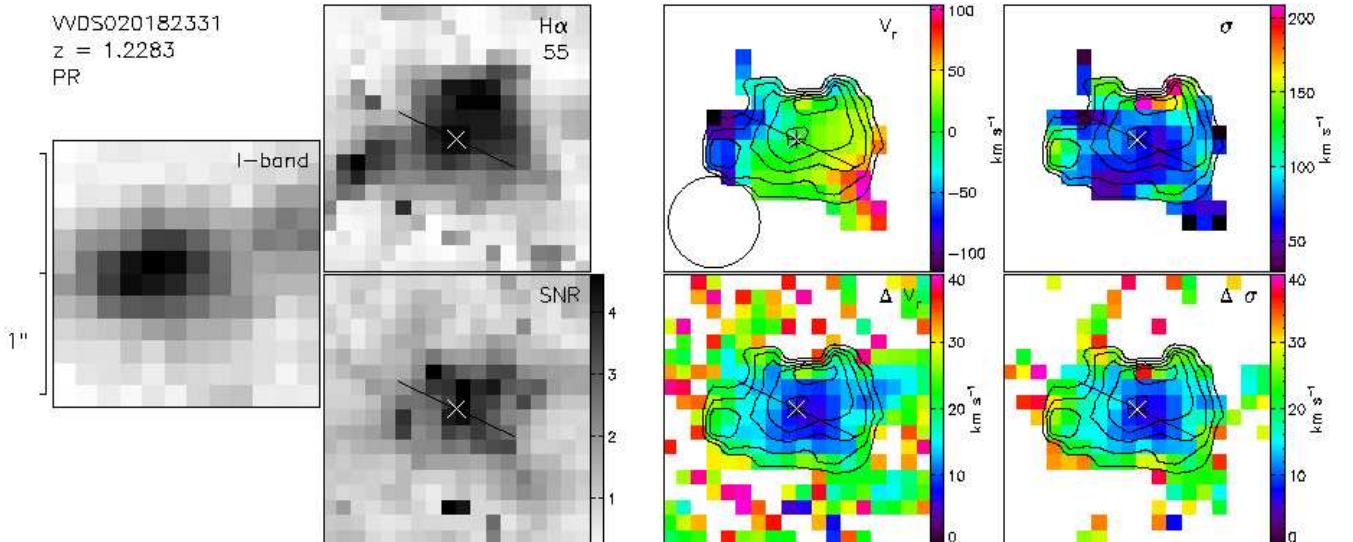 VVDS020182331
z = 1.2283
PR
I-band
1"
Hα
55
SNR
4
3
2
1
V_r
100
50
0
−50
−100
km s⁻¹
σ
200
150
100
50
km s⁻¹
Δ V_r
40
30
20
10
0
km s⁻¹
Δ σ
40
30
20
10
0
km s⁻¹